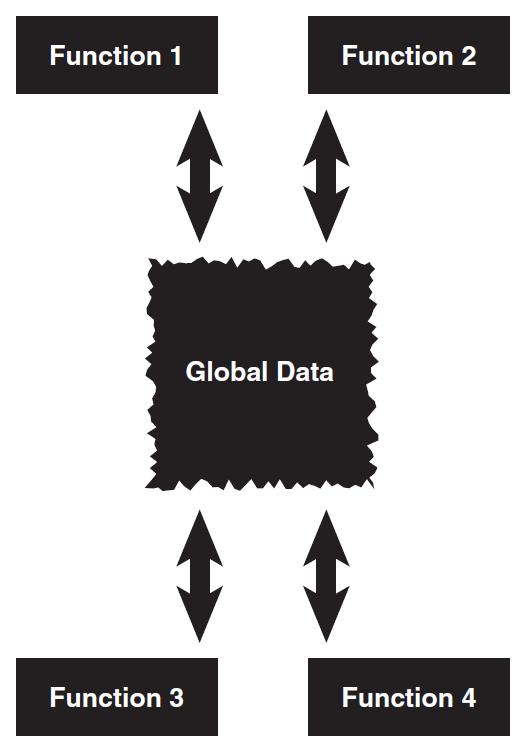 Function 1
Function 2
Global Data
Function 3
Function 4